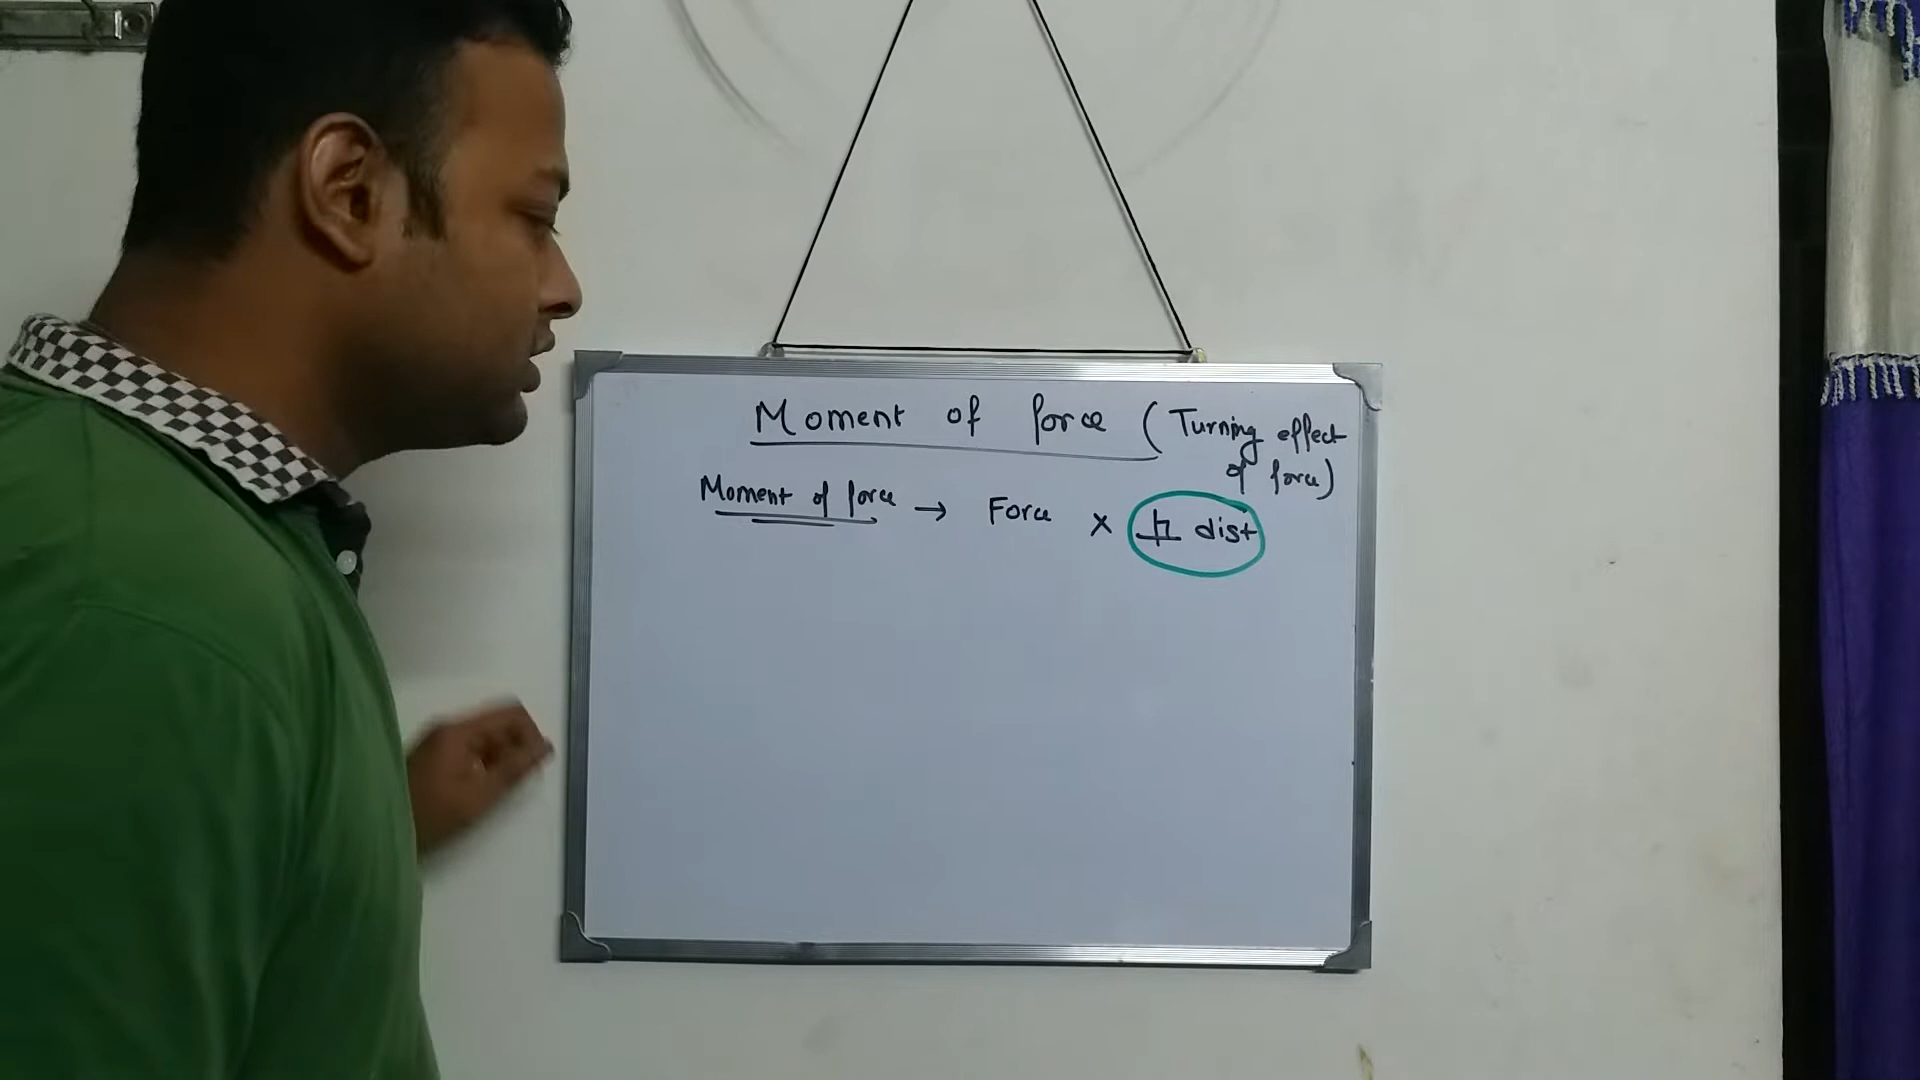 Moment of force (Turning effect
of force)
Moment of force → Force × ⊥r dist